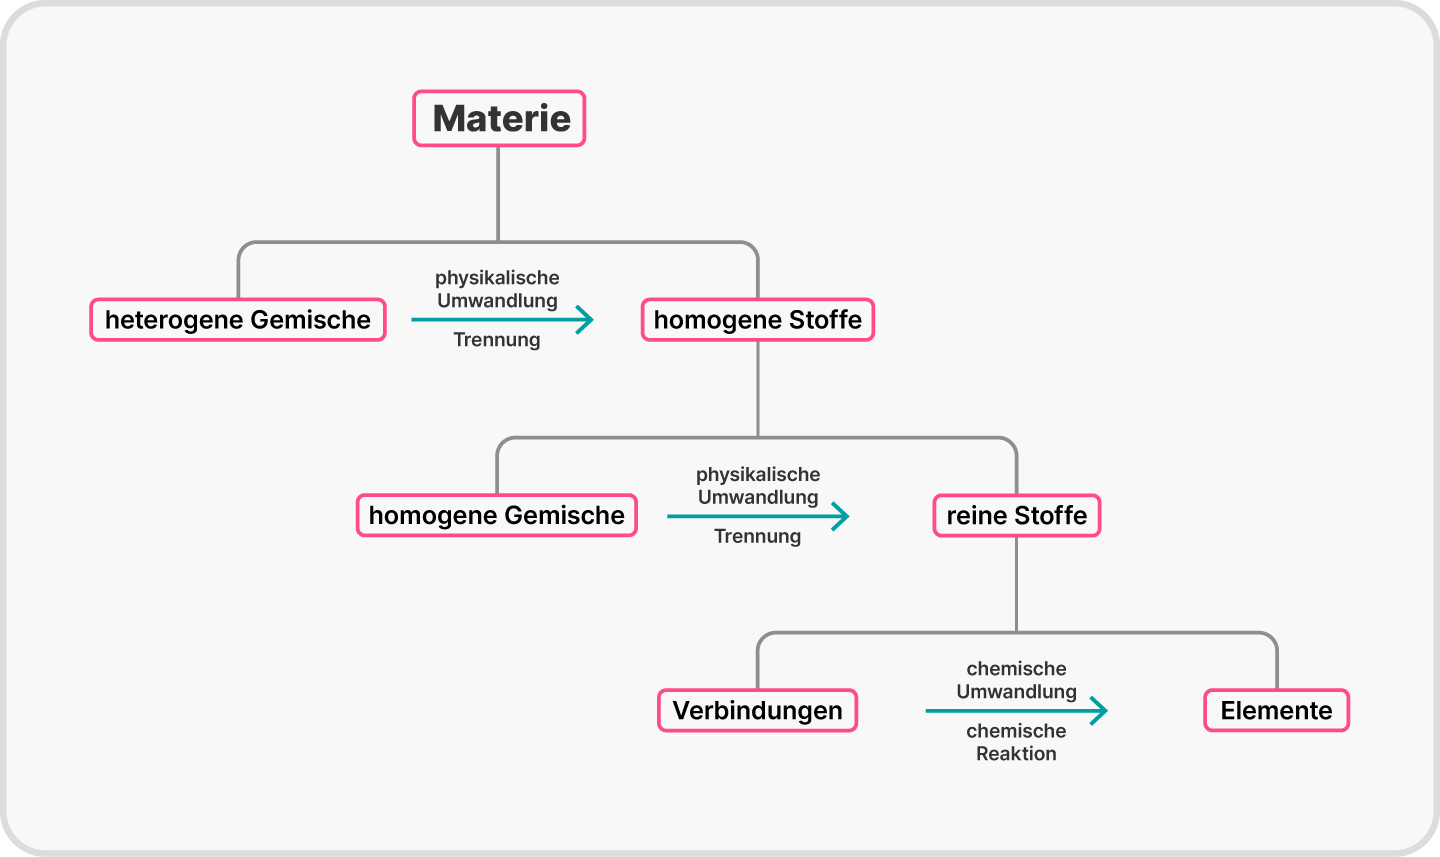 Materie
physikalische
Umwandlung
heterogene Gemische
homogene Stoffe
Trennung
physikalische
Umwandlung
homogene Gemische
reine Stoffe
Trennung
chemische
Umwandlung
Verbindungen
Elemente
chemische
Reaktion